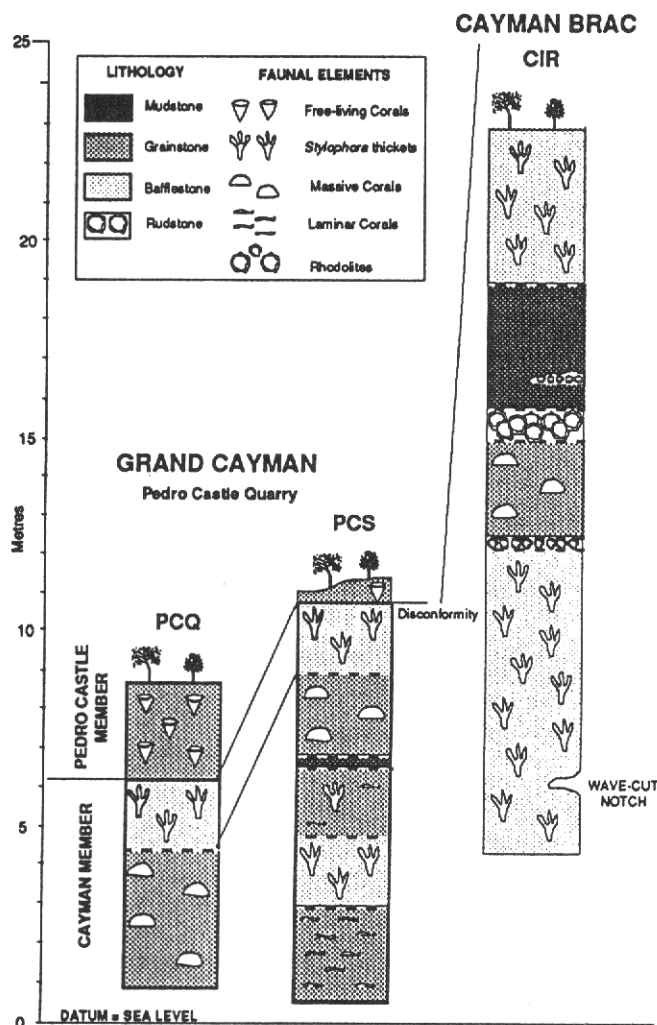 CAYMAN BRAC
CIR
25
LITHOLOGY
Mudstone
Grainstone
Bafflestone
Rudstone
FAUNAL ELEMENTS
Free-living Corals
Stylophora thickets
Massive Corals
Laminar Corals
Rhodolites
20
15
GRAND CAYMAN
Pedro Castle Quarry
Metres
PCS
PCQ
Disconformity
10
PEDRO CASTLE
MEMBER
WAVE-CUT
NOTCH
5
CAYMAN MEMBER
0
DATUM = SEA LEVEL